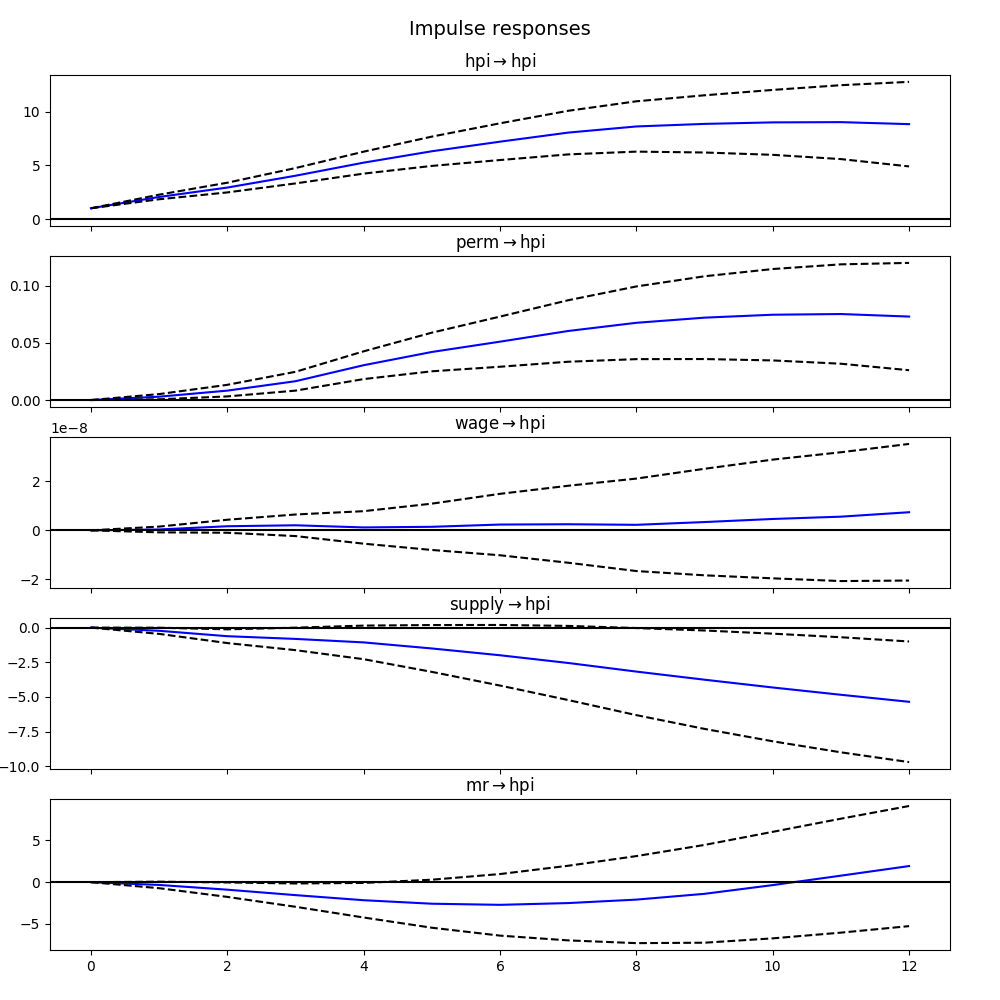 Impulse responses
hpi → hpi
10
5
0
perm → hpi
0.10
0.05
0.00
wage → hpi
1e−8
2
0
−2
supply → hpi
0.0
−2.5
−5.0
−7.5
−10.0
mr → hpi
5
0
−5
0 2 4 6 8 10 12